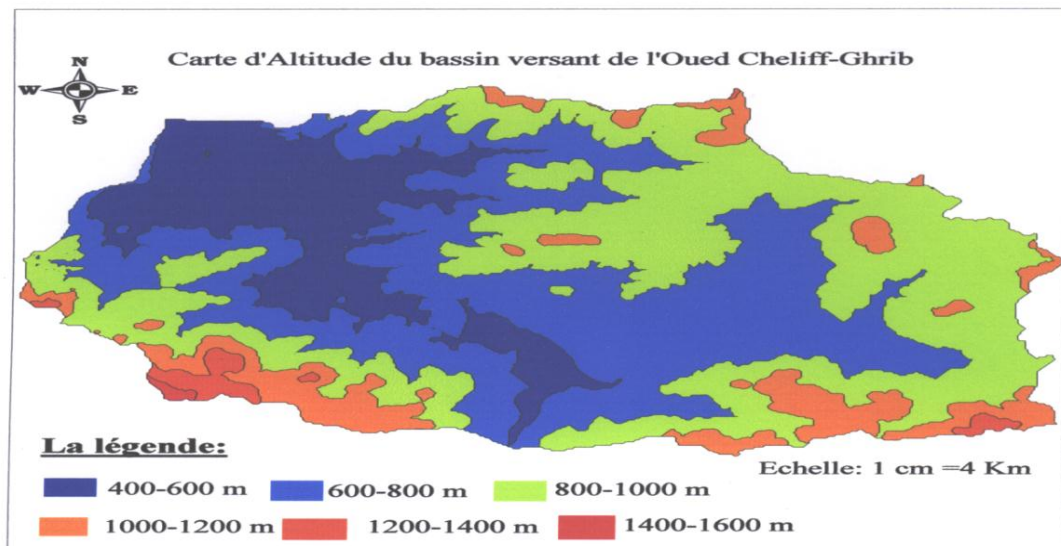 Carte d'Altitude du bassin versant de l'Oued Cheliff-Ghrib
N
W E
S
La légende:
Echelle: 1 cm =4 Km
400-600 m 600-800 m 800-1000 m
1000-1200 m 1200-1400 m 1400-1600 m